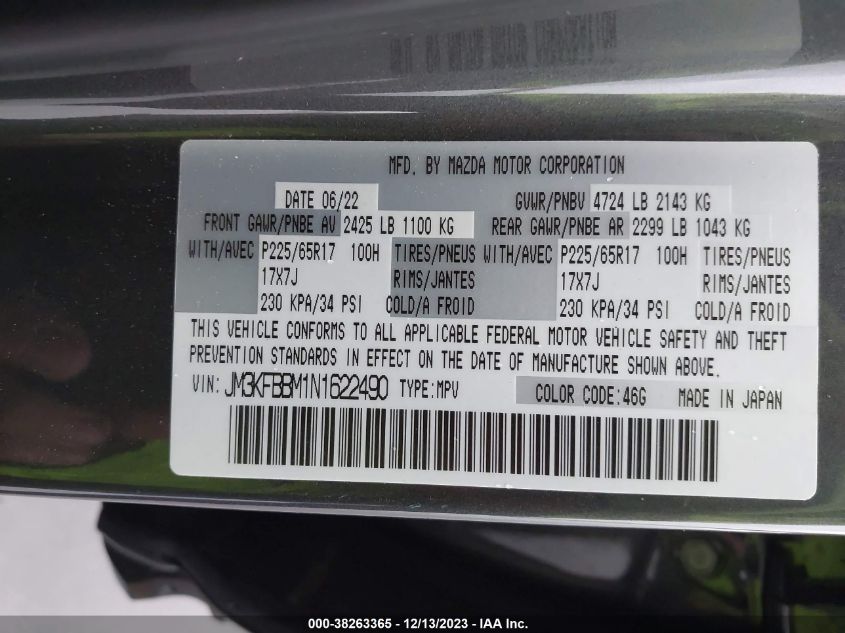 MFD. BY MAZDA MOTOR CORPORATION
DATE 06/22 GVWR/PNBV 4724 LB 2143 KG
FRONT GAWR/PNBE AV 2425 LB 1100 KG REAR GAWR/PNBE AR 2299 LB 1043 KG
WITH/AVEC P225/65R17 100H TIRES/PNEUS WITH/AVEC P225/65R17 100H TIRES/PNEUS
17X7J RIMS/JANTES 17X7J RIMS/JANTES
230 KPA/34 PSI COLD/A FROID 230 KPA/34 PSI COLD/A FROID
THIS VEHICLE CONFORMS TO ALL APPLICABLE FEDERAL MOTOR VEHICLE SAFETY AND THEFT
PREVENTION STANDARDS IN EFFECT ON THE DATE OF MANUFACTURE SHOWN ABOVE.
VIN: JM3KFBBM1N1622490 TYPE:MPV COLOR CODE:46G MADE IN JAPAN
000-38263365 - 12/13/2023 - IAA Inc.